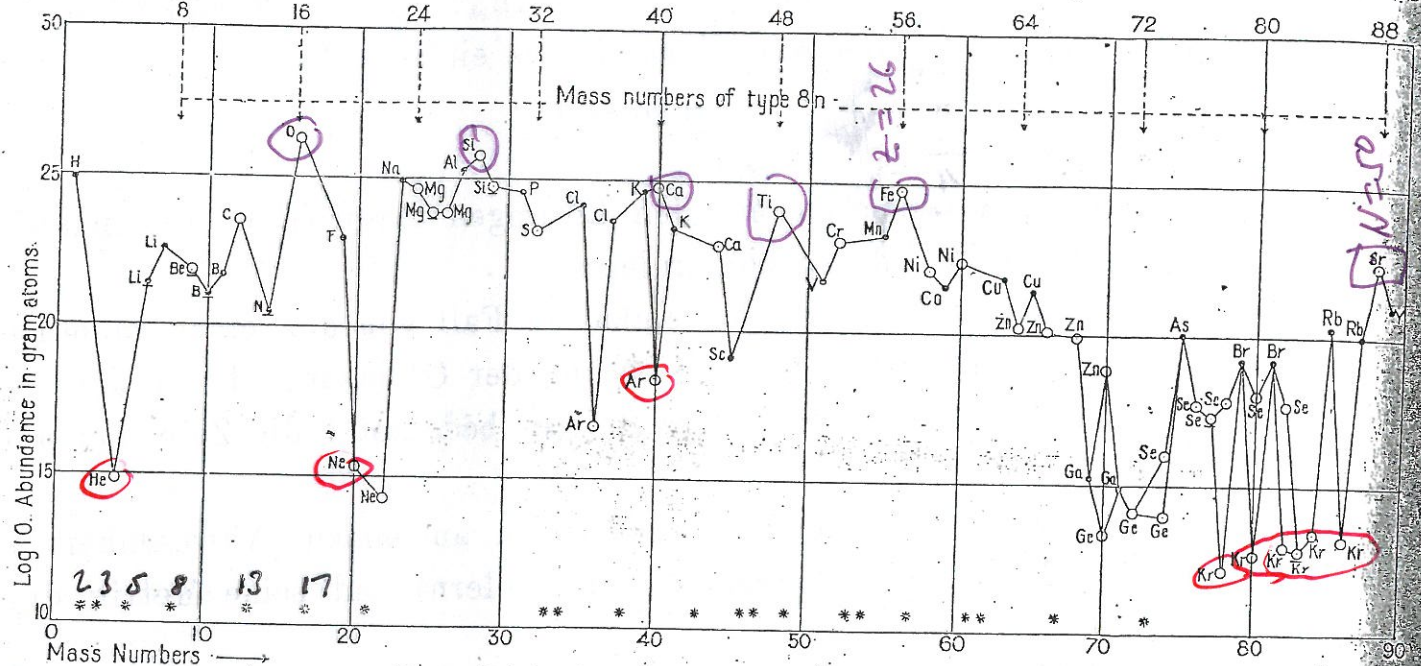 8 16 24 32 40 48 56. 64 72 80 88
30
Mass numbers of type 8n
Z=26
N=50
H
O
Si
Al
Na
Mg
Si
P
Cl
K
Ca
Ti
Fe
Mg
Mg
S
Cl
K
Ca
Cr
Mn
Sr
25
F
C
Li
Be
B
B
Li
N
V
Ni
Ni
Co
Cu
Cu
Zn
Zn
Zn
Y
20
Sc
Ar
Ar
As
Br
Br
Rb
Rb
Zn
Se
Se
Se
Se
Se
Se
15
He
Ne
Ne
Ga
Ga
Ge
Ge
Ge
Kr
Kr
Kr
Kr
Kr
Kr
Log 10. Abundance in gram atoms.
2 3 5 8 13 17
10
* * * * * * * * * * * * * * * * * * * * *
0 10 20 30 40 50 60 70 80 90
Mass Numbers →